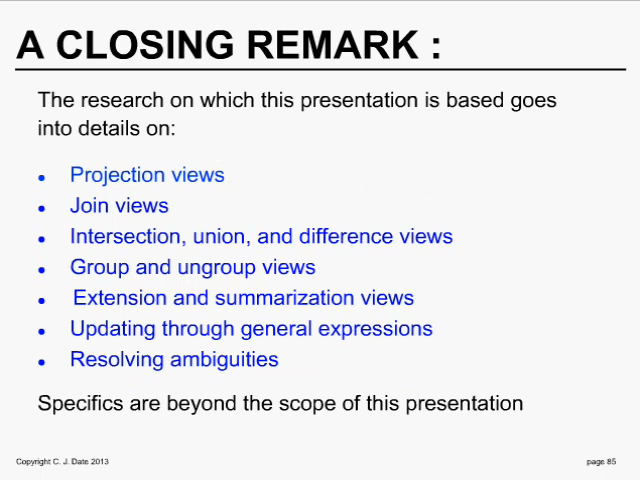 A CLOSING REMARK :
The research on which this presentation is based goes
into details on:
• Projection views
• Join views
• Intersection, union, and difference views
• Group and ungroup views
• Extension and summarization views
• Updating through general expressions
• Resolving ambiguities
Specifics are beyond the scope of this presentation
Copyright C. J. Date 2013
page 85